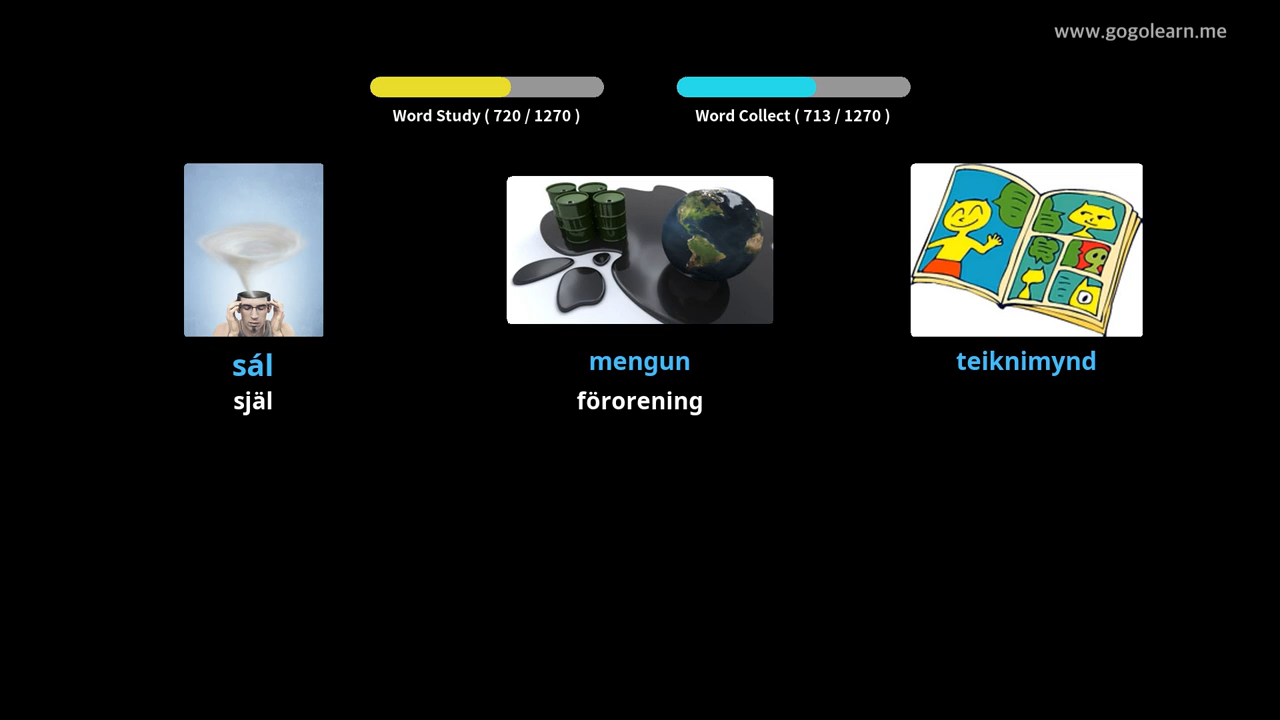 www.gogolearn.me
Word Study ( 720 / 1270 )
Word Collect ( 713 / 1270 )
sál
själ
mengun
förorening
teiknimynd